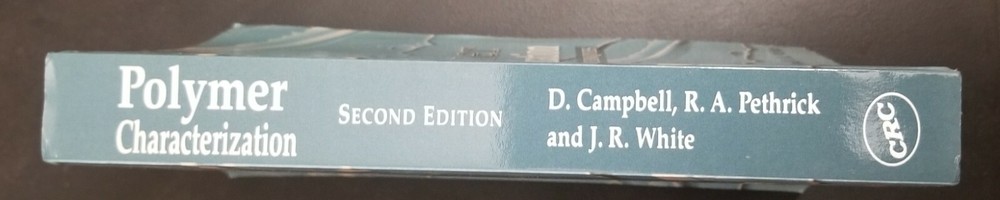 Polymer
Characterization
SECOND EDITION
D. Campbell, R. A. Pethrick
and J. R. White
CRC